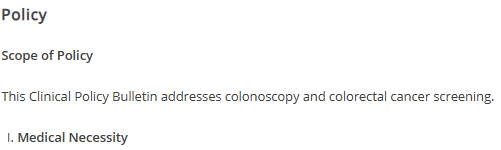 Policy
Scope of Policy
This Clinical Policy Bulletin addresses colonoscopy and colorectal cancer screening.
I. Medical Necessity